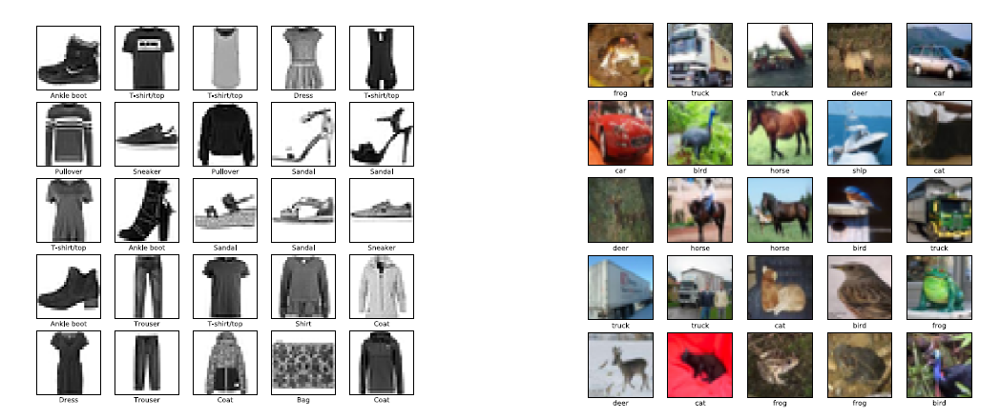 Ankle boot T-shirt/top T-shirt/top Dress T-shirt/top
Pullover Sneaker Pullover Sandal Sandal
T-shirt/top Ankle boot Sandal Sandal Sneaker
Ankle boot Trouser T-shirt/top Shirt Coat
Dress Trouser Coat Bag Coat
frog truck truck deer car
car bird horse ship cat
deer horse horse bird truck
truck truck cat bird frog
deer cat frog frog bird